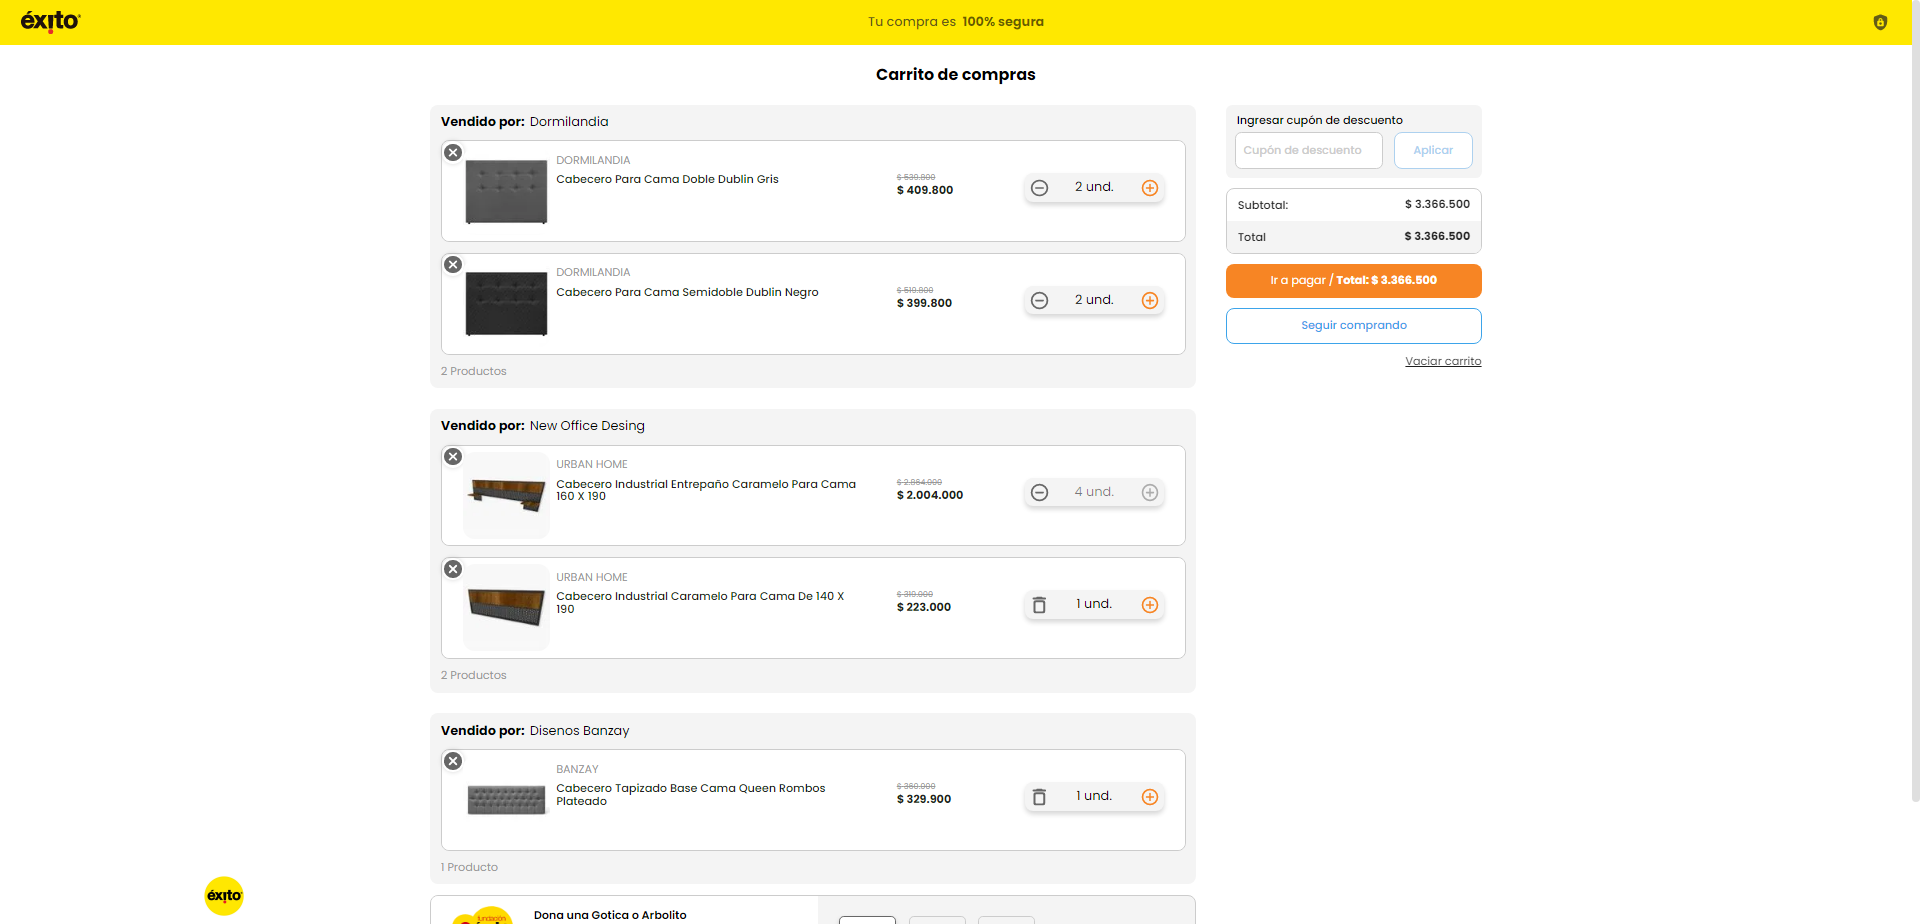 éxito
Tu compra es 100% segura
Carrito de compras
Vendido por: Dormilandia
DORMILANDIA
Cabecero Para Cama Doble Dublin Gris
$ 539.800
$ 409.800
2 und.
DORMILANDIA
Cabecero Para Cama Semidoble Dublin Negro
$ 519.800
$ 399.800
2 und.
2 Productos
Vendido por: New Office Desing
URBAN HOME
Cabecero Industrial Entrepaño Caramelo Para Cama
160 X 190
$ 2.864.000
$ 2.004.000
4 und.
URBAN HOME
Cabecero Industrial Caramelo Para Cama De 140 X
190
$ 319.000
$ 223.000
1 und.
2 Productos
Vendido por: Disenos Banzay
BANZAY
Cabecero Tapizado Base Cama Queen Rombos
Plateado
$ 329.900
1 und.
1 Producto
fundación
Dona una Gotica o Arbolito
Ingresar cupón de descuento
Cupón de descuento
Aplicar
Subtotal: $ 3.366.500
Total $ 3.366.500
Ir a pagar / Total: $ 3.366.500
Seguir comprando
Vaciar carrito
éxito